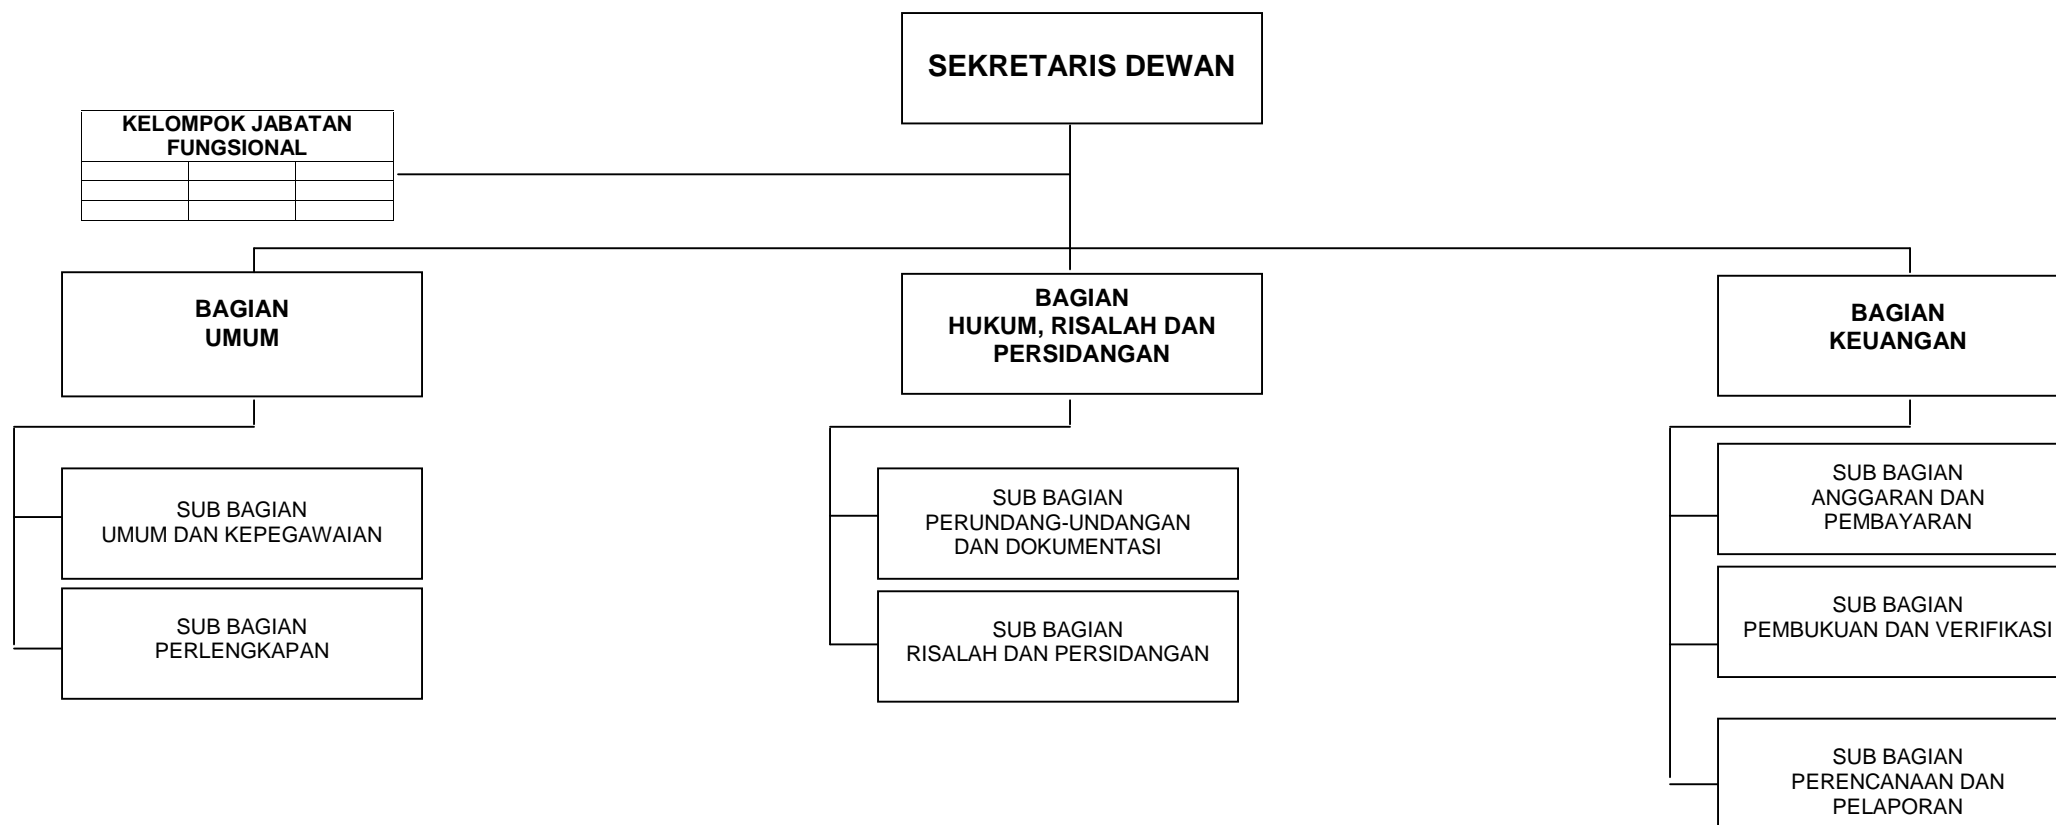 SEKRETARIS DEWAN
KELOMPOK JABATAN
FUNGSIONAL
BAGIAN
UMUM
BAGIAN
HUKUM, RISALAH DAN
PERSIDANGAN
BAGIAN
KEUANGAN
SUB BAGIAN
UMUM DAN KEPEGAWAIAN
SUB BAGIAN
PERLENGKAPAN
SUB BAGIAN
PERUNDANG-UNDANGAN
DAN DOKUMENTASI
SUB BAGIAN
RISALAH DAN PERSIDANGAN
SUB BAGIAN
ANGGARAN DAN
PEMBAYARAN
SUB BAGIAN
PEMBUKUAN DAN VERIFIKASI
SUB BAGIAN
PERENCANAAN DAN
PELAPORAN